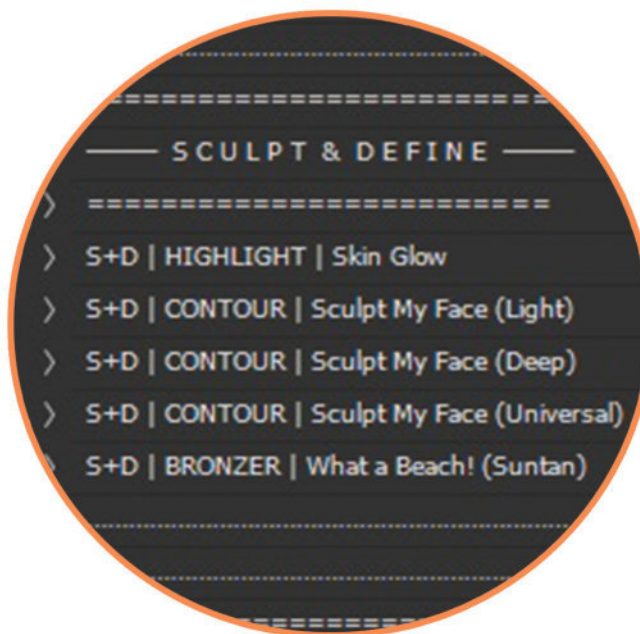 SCULPT & DEFINE
S+D | HIGHLIGHT | Skin Glow
S+D | CONTOUR | Sculpt My Face (Light)
S+D | CONTOUR | Sculpt My Face (Deep)
S+D | CONTOUR | Sculpt My Face (Universal)
S+D | BRONZER | What a Beach! (Suntan)